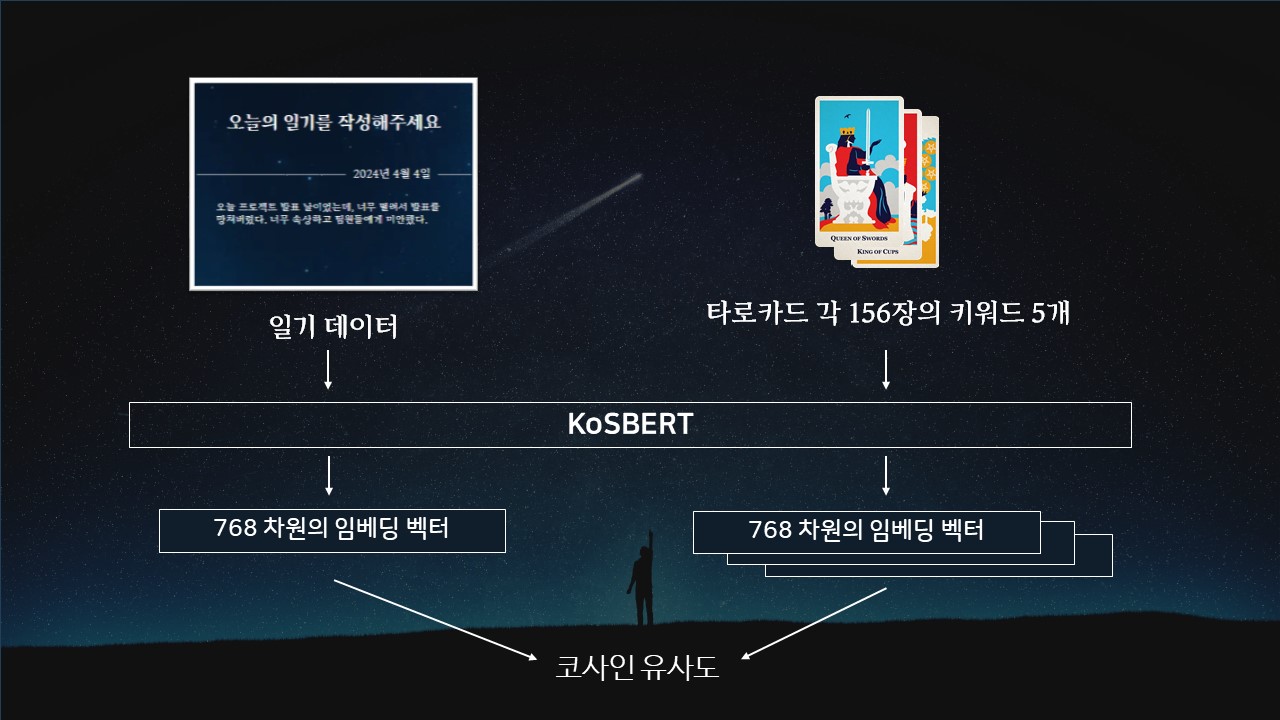 오늘의 일기를 작성해주세요
2024년 4월 4일
오늘 프로젝트 발표 날이었는데, 너무 떨려서 발표를
망쳐버렸다. 너무 속상하고 팀원들에게 미안했다.
일기 데이터
QUEEN OF SWORDS
KING OF CUPS
타로카드 각 156장의 키워드 5개
KoSBERT
768 차원의 임베딩 벡터
768 차원의 임베딩 벡터
코사인 유사도